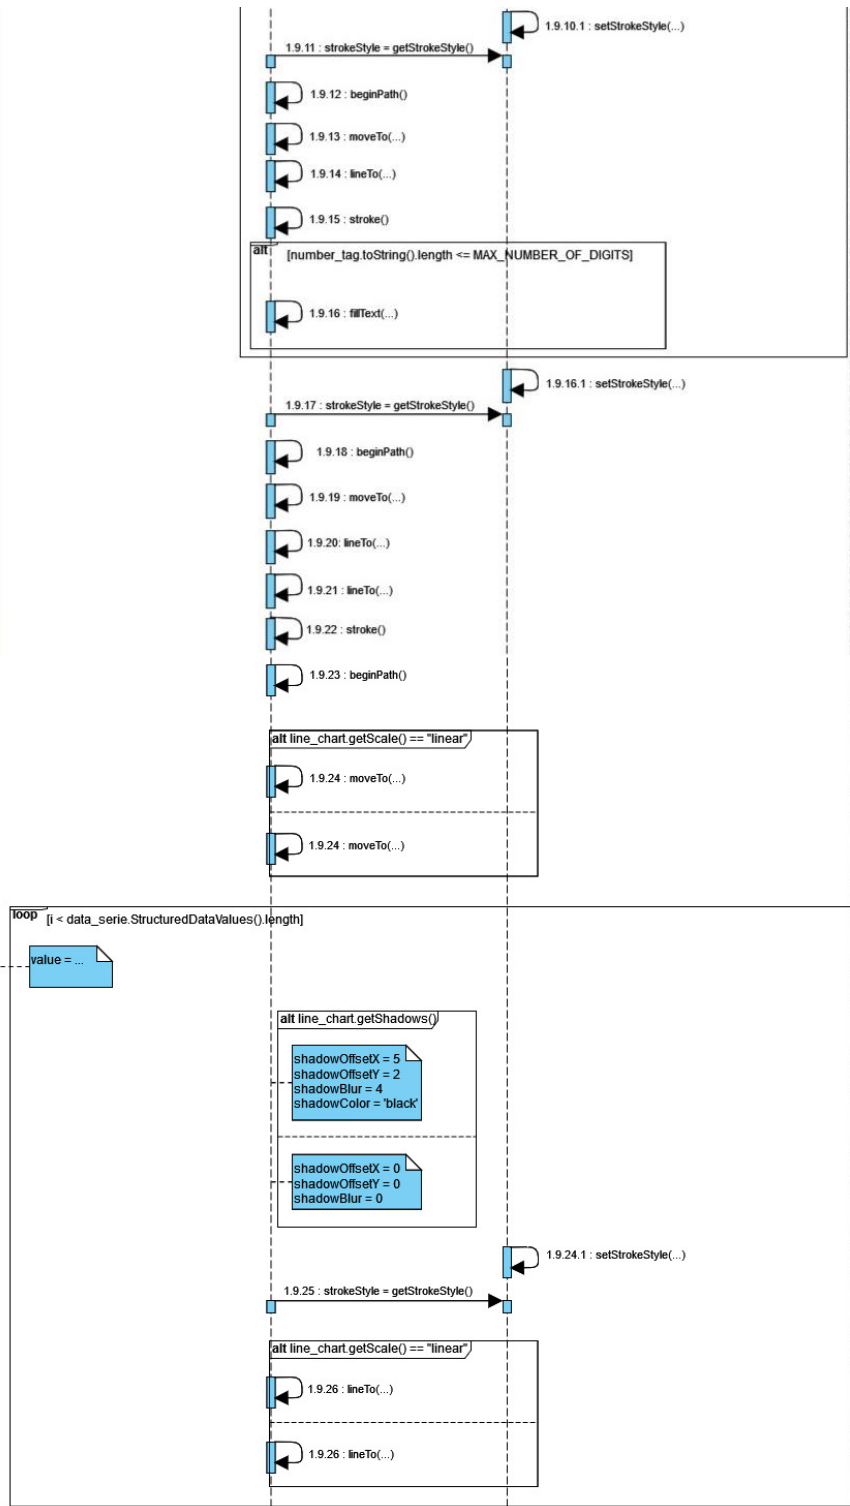 1.9.10.1 : setStrokeStyle(...)
1.9.11 : strokeStyle = getStrokeStyle()
1.9.12 : beginPath()
1.9.13 : moveTo(...)
1.9.14 : lineTo(...)
1.9.15 : stroke()
alt
[number_tag.toString().length <= MAX_NUMBER_OF_DIGITS]
1.9.16 : fillText(...)
1.9.16.1 : setStrokeStyle(...)
1.9.17 : strokeStyle = getStrokeStyle()
1.9.18 : beginPath()
1.9.19 : moveTo(...)
1.9.20: lineTo(...)
1.9.21 : lineTo(...)
1.9.22 : stroke()
1.9.23 : beginPath()
alt line_chart.getScale() == "linear"
1.9.24 : moveTo(...)
1.9.24 : moveTo(...)
loop [i < data_serie.StructuredDataValues().length]
value = ...
alt line_chart.getShadows()
shadowOffsetX = 5
shadowOffsetY = 2
shadowBlur = 4
shadowColor = 'black'
shadowOffsetX = 0
shadowOffsetY = 0
shadowBlur = 0
1.9.24.1 : setStrokeStyle(...)
1.9.25 : strokeStyle = getStrokeStyle()
alt line_chart.getScale() == "linear"
1.9.26 : lineTo(...)
1.9.26 : lineTo(...)